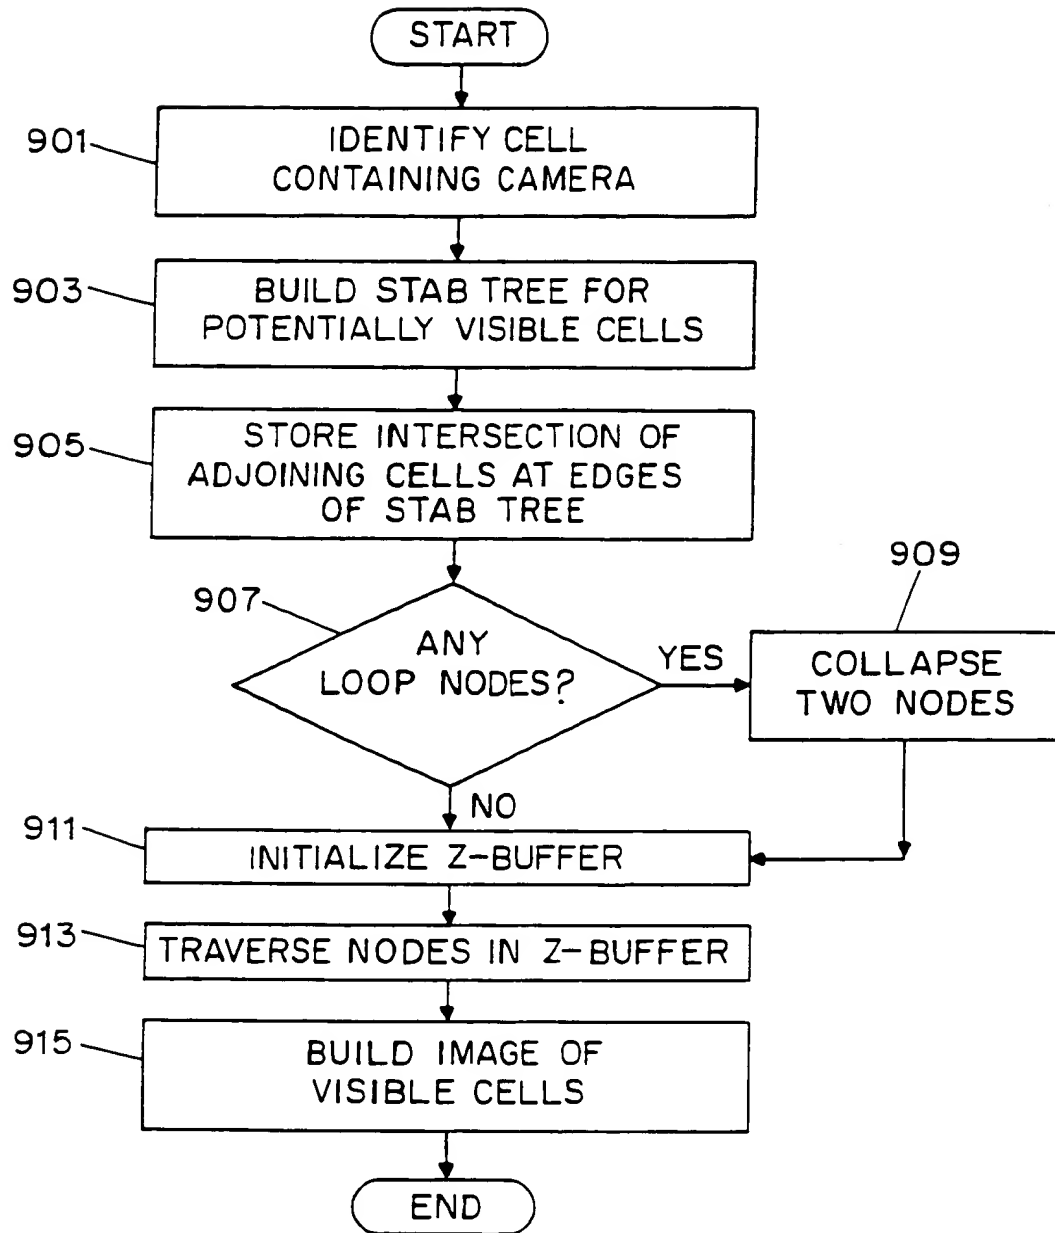 START
901
IDENTIFY CELL
CONTAINING CAMERA
903
BUILD STAB TREE FOR
POTENTIALLY VISIBLE CELLS
905
STORE INTERSECTION OF
ADJOINING CELLS AT EDGES
OF STAB TREE
907
ANY
LOOP NODES?
YES
909
COLLAPSE
TWO NODES
NO
911
INITIALIZE Z-BUFFER
913
TRAVERSE NODES IN Z-BUFFER
915
BUILD IMAGE OF
VISIBLE CELLS
END